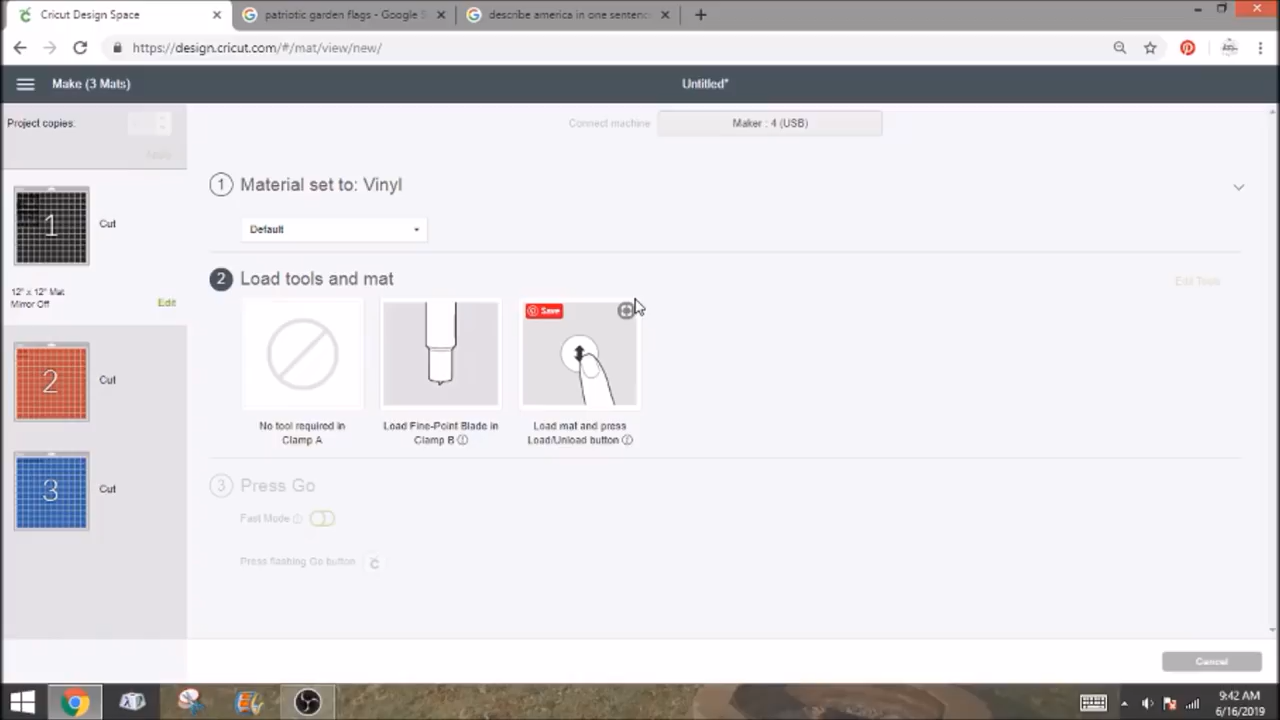 Cricut Design Space
patriotic garden flags - Google S
describe america in one sentenc
https://design.cricut.com/#/mat/view/new/
Make (3 Mats)
Untitled*
Project copies:
Apply
Connect machine
Maker : 4 (USB)
1 Material set to: Vinyl
Default
1
Cut
12" x 12" Mat
Mirror Off
Edit
2 Load tools and mat
Edit Tools
Save
No tool required in
Clamp A
Load Fine-Point Blade in
Clamp B
Load mat and press
Load/Unload button
2
Cut
3
Cut
3 Press Go
Fast Mode
Press flashing Go button
Cancel
9:42 AM
6/16/2019